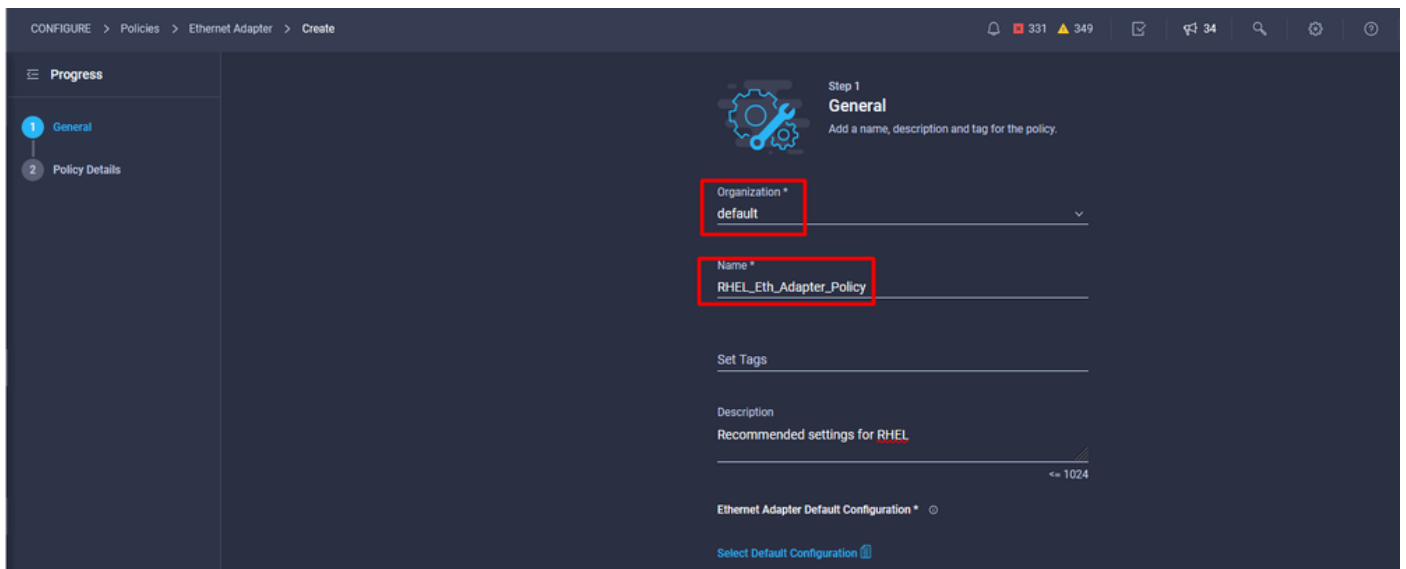 CONFIGURE > Policies > Ethernet Adapter > Create
331 349 34
Progress
1 General
2 Policy Details
Step 1
General
Add a name, description and tag for the policy.
Organization *
default
Name *
RHEL_Eth_Adapter_Policy
Set Tags
Description
Recommended settings for RHEL
<= 1024
Ethernet Adapter Default Configuration *
Select Default Configuration